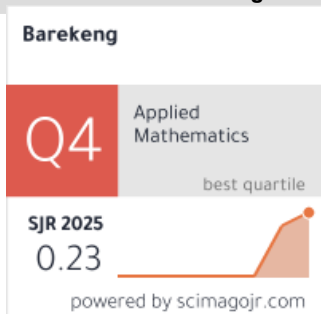 Barekeng
Q4
Applied
Mathematics
best quartile
SJR 2025
0.23
powered by scimagojr.com